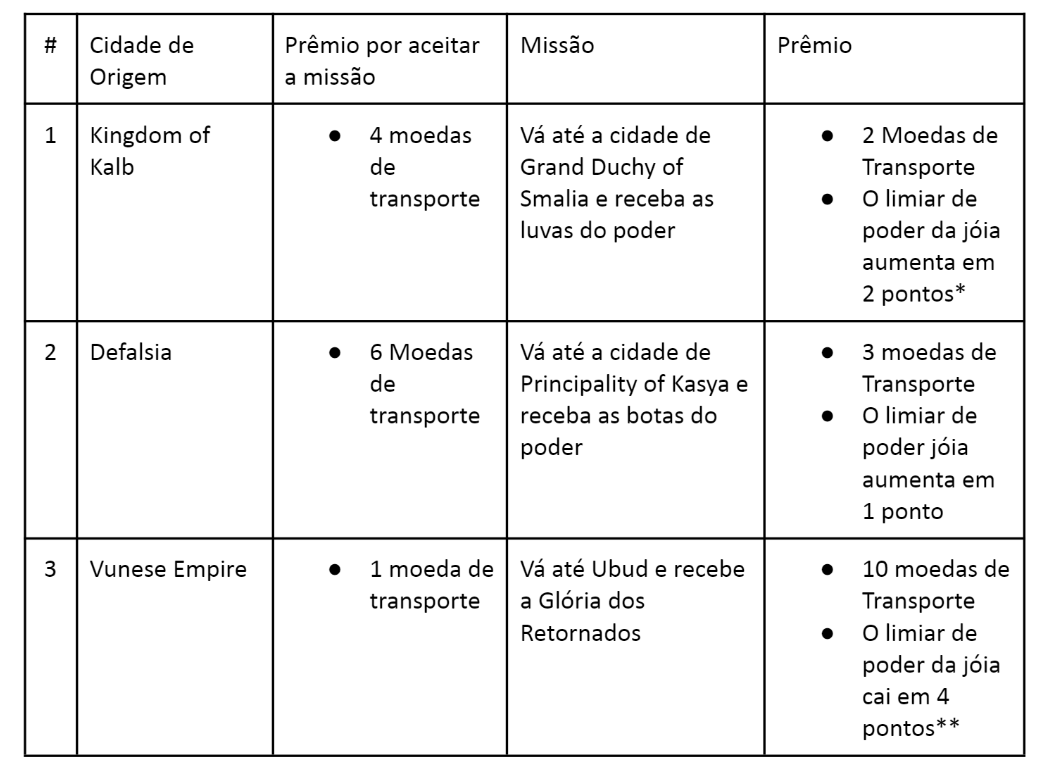 #
Cidade de
Origem
Prêmio por aceitar
a missão
Missão
Prêmio
1
Kingdom of
Kalb
● 4 moedas
de
transporte
Vá até a cidade de
Grand Duchy of
Smalia e receba as
luvas do poder
● 2 Moedas de
Transporte
● O limiar de
poder da jóia
aumenta em
2 pontos*
2
Defalsia
● 6 Moedas
de
transporte
Vá até a cidade de
Principality of Kasya e
receba as botas do
poder
● 3 moedas de
Transporte
● O limiar de
poder jóia
aumenta em
1 ponto
3
Vunese Empire
● 1 moeda de
transporte
Vá até Ubud e recebe
a Glória dos
Retornados
● 10 moedas de
Transporte
● O limiar de
poder da jóia
cai em 4
pontos**